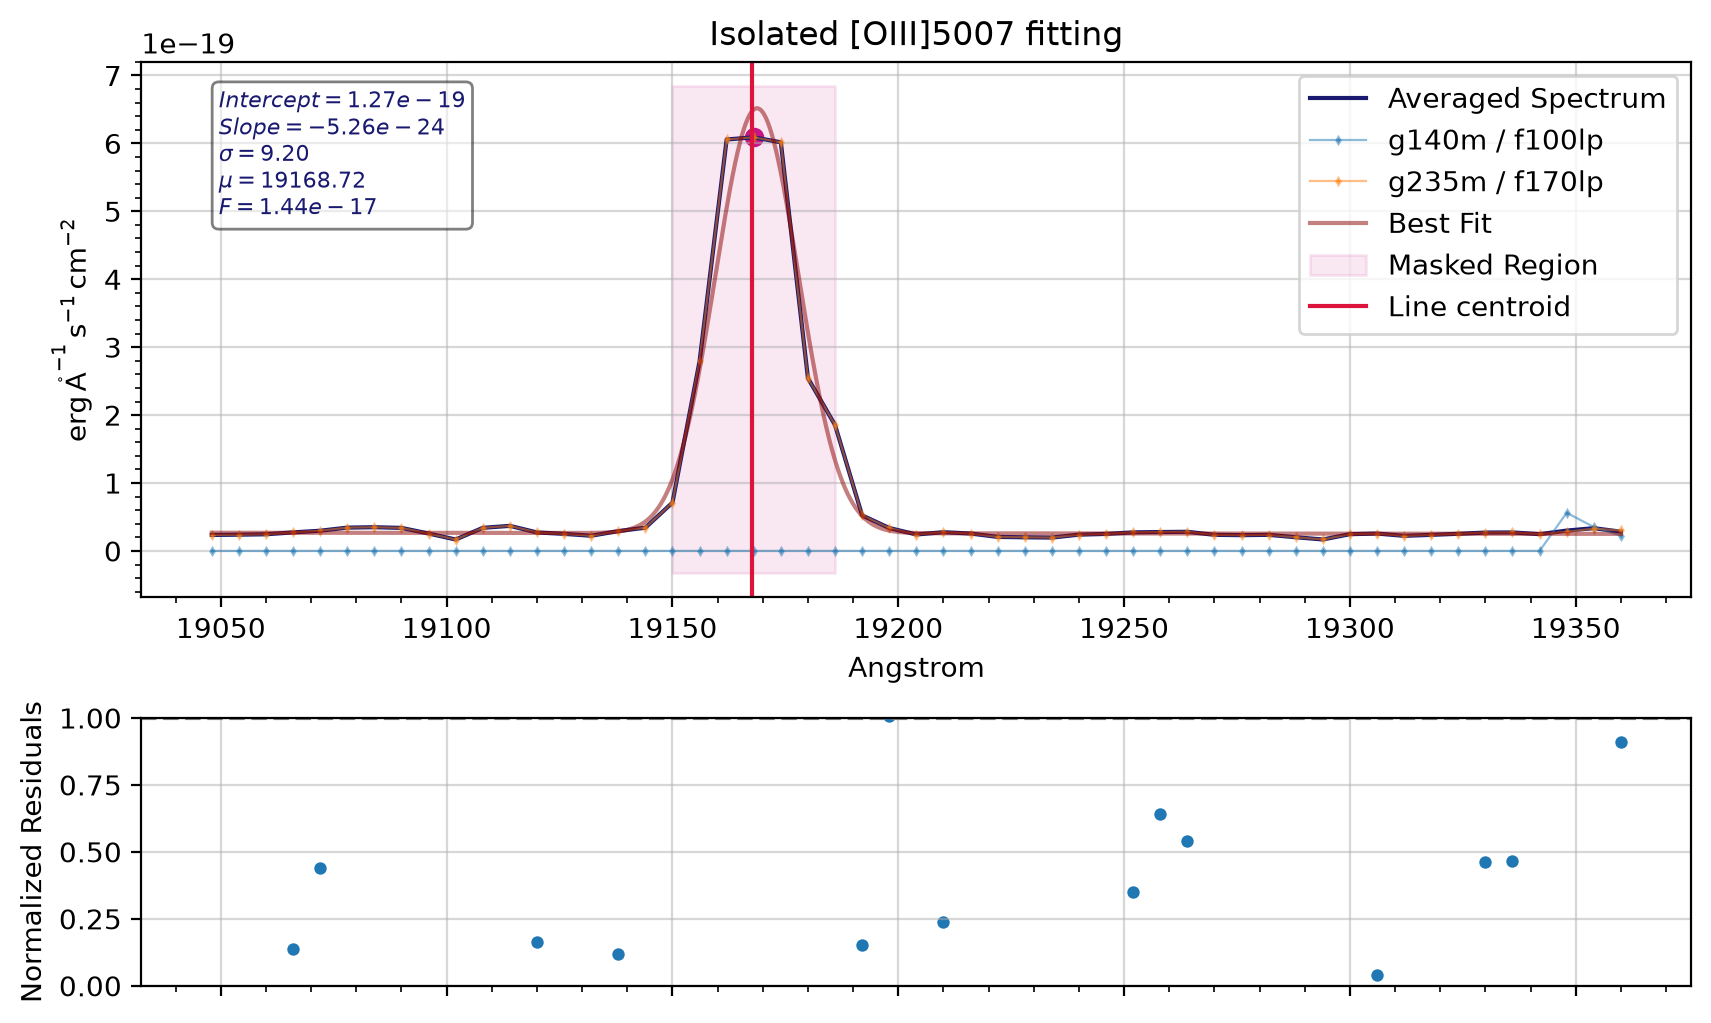 Isolated [OIII]5007 fitting
1e−19
7
6
5
4
3
2
1
0
erg Å⁻¹ s⁻¹ cm⁻²
Intercept = 1.27e − 19
Slope = −5.26e − 24
σ = 9.20
μ = 19168.72
F = 1.44e − 17
Averaged Spectrum
g140m / f100lp
g235m / f170lp
Best Fit
Masked Region
Line centroid
19050 19100 19150 19200 19250 19300 19350
Angstrom
Normalized Residuals
1.00
0.75
0.50
0.25
0.00